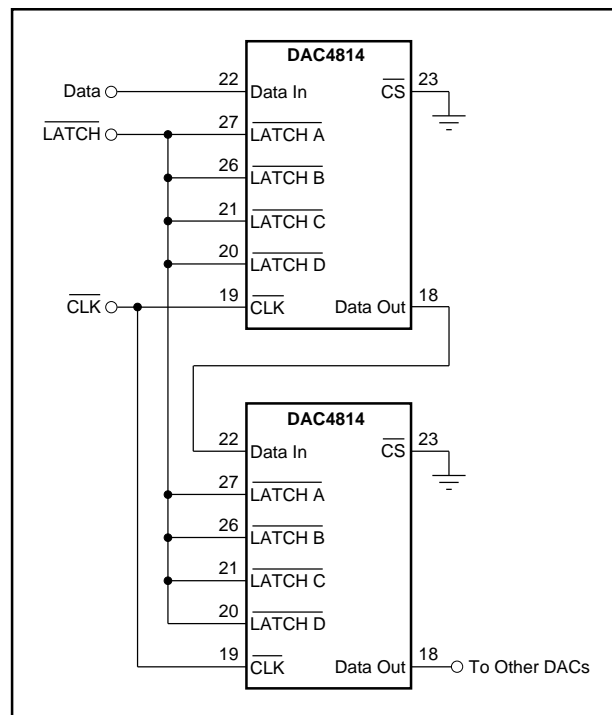 DAC4814
22 23
Data Data In CS
27
LATCH LATCH A
26
LATCH B
21
LATCH C
20
LATCH D
19 18
CLK CLK Data Out
DAC4814
22 23
Data In CS
27
LATCH A
26
LATCH B
21
LATCH C
20
LATCH D
19 18
CLK Data Out To Other DACs